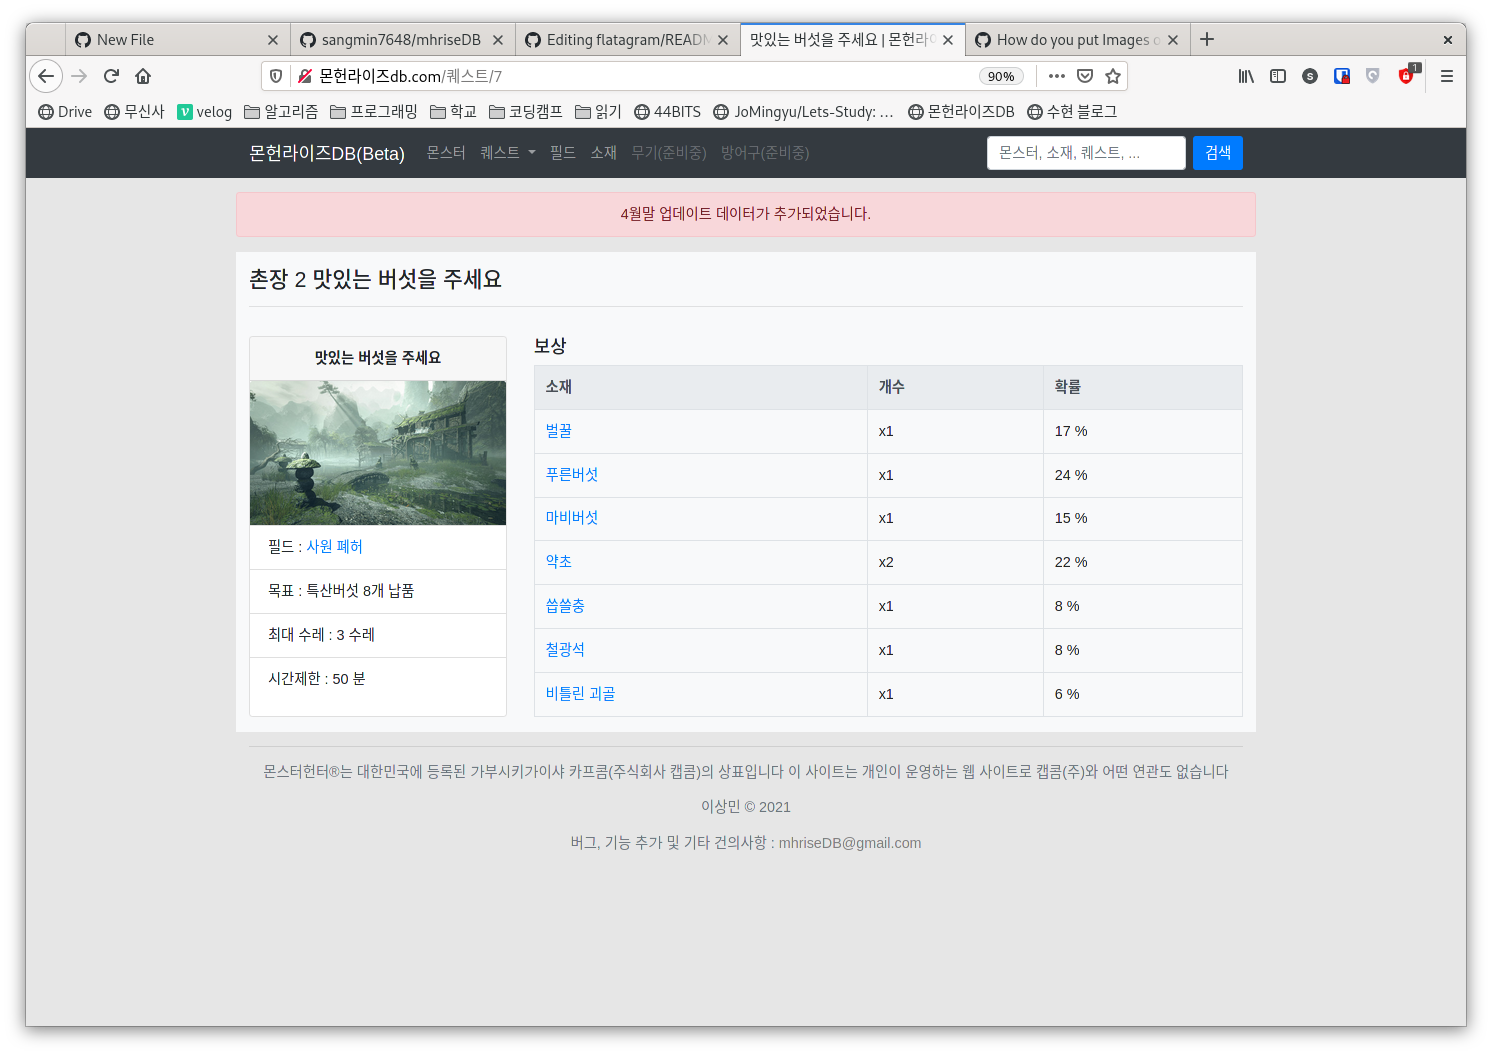 New File
sangmin7648/mhriseDB
Editing flatagram/READM
맛있는 버섯을 주세요 | 몬헌라이
How do you put Images o
몬헌라이즈db.com/퀘스트/7
90%
S
1
Drive 무신사 velog 알고리즘 프로그래밍 학교 코딩캠프 읽기 44BITS JoMingyu/Lets-Study: ... 몬헌라이즈DB 수현 블로그
몬헌라이즈DB(Beta) 몬스터 퀘스트 필드 소재 무기(준비중) 방어구(준비중) 몬스터, 소재, 퀘스트, ... 검색
4월말 업데이트 데이터가 추가되었습니다.
촌장 2 맛있는 버섯을 주세요
맛있는 버섯을 주세요
필드 : 사원 폐허
목표 : 특산버섯 8개 납품
최대 수레 : 3 수레
시간제한 : 50 분
보상
소재 개수 확률
벌꿀 x1 17 %
푸른버섯 x1 24 %
마비버섯 x1 15 %
약초 x2 22 %
씁쓸충 x1 8 %
철광석 x1 8 %
비틀린 괴골 x1 6 %
몬스터헌터®는 대한민국에 등록된 가부시키가이샤 카프콤(주식회사 캡콤)의 상표입니다 이 사이트는 개인이 운영하는 웹 사이트로 캡콤(주)와 어떤 연관도 없습니다
이상민 © 2021
버그, 기능 추가 및 기타 건의사항 : mhriseDB@gmail.com